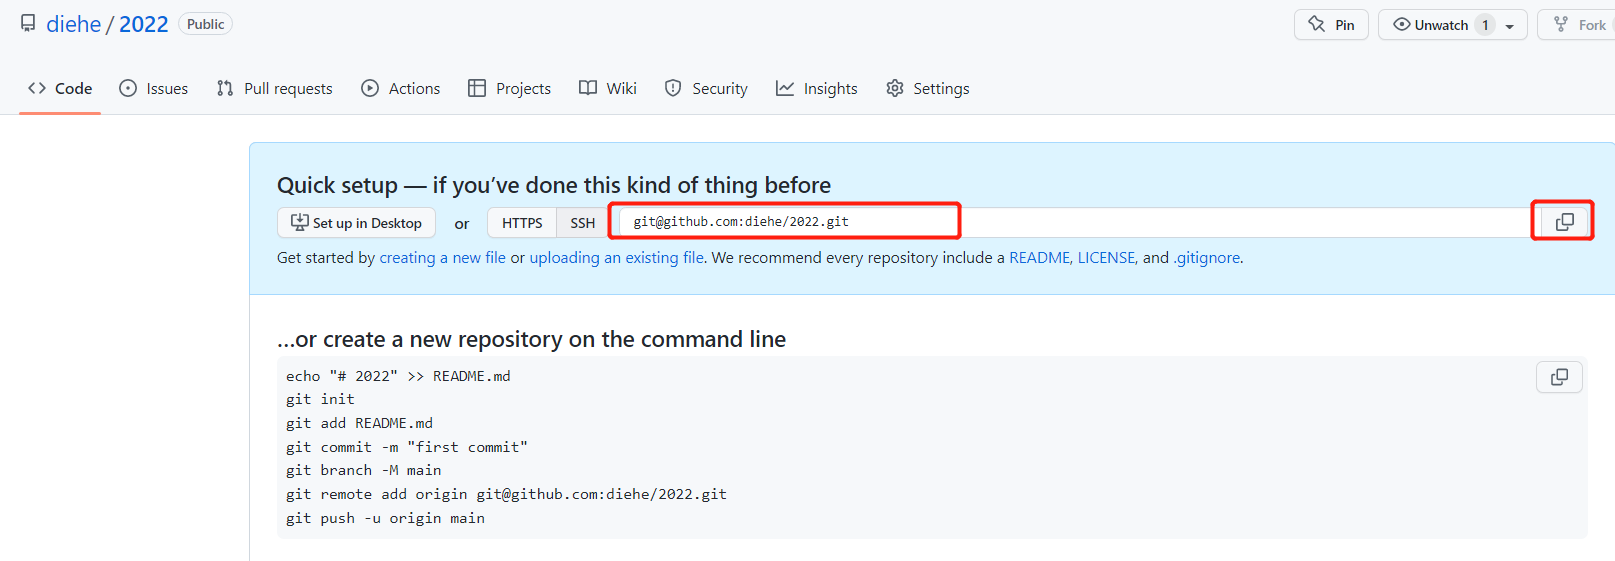 diehe / 2022 Public
Pin Unwatch 1 Fork
Code Issues Pull requests Actions Projects Wiki Security Insights Settings
Quick setup — if you’ve done this kind of thing before
Set up in Desktop or HTTPS SSH git@github.com:diehe/2022.git
Get started by creating a new file or uploading an existing file. We recommend every repository include a README, LICENSE, and .gitignore.
…or create a new repository on the command line
echo "# 2022" >> README.md
git init
git add README.md
git commit -m "first commit"
git branch -M main
git remote add origin git@github.com:diehe/2022.git
git push -u origin main